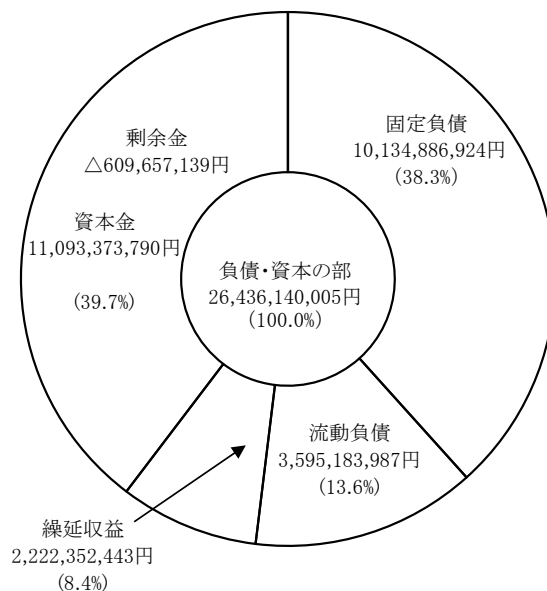 剰余金
△609,657,139円
資本金
11,093,373,790円
(39.7%)
固定負債
10,134,886,924円
(38.3%)
負債・資本の部
26,436,140,005円
(100.0%)
流動負債
3,595,183,987円
(13.6%)
繰延収益
2,222,352,443円
(8.4%)